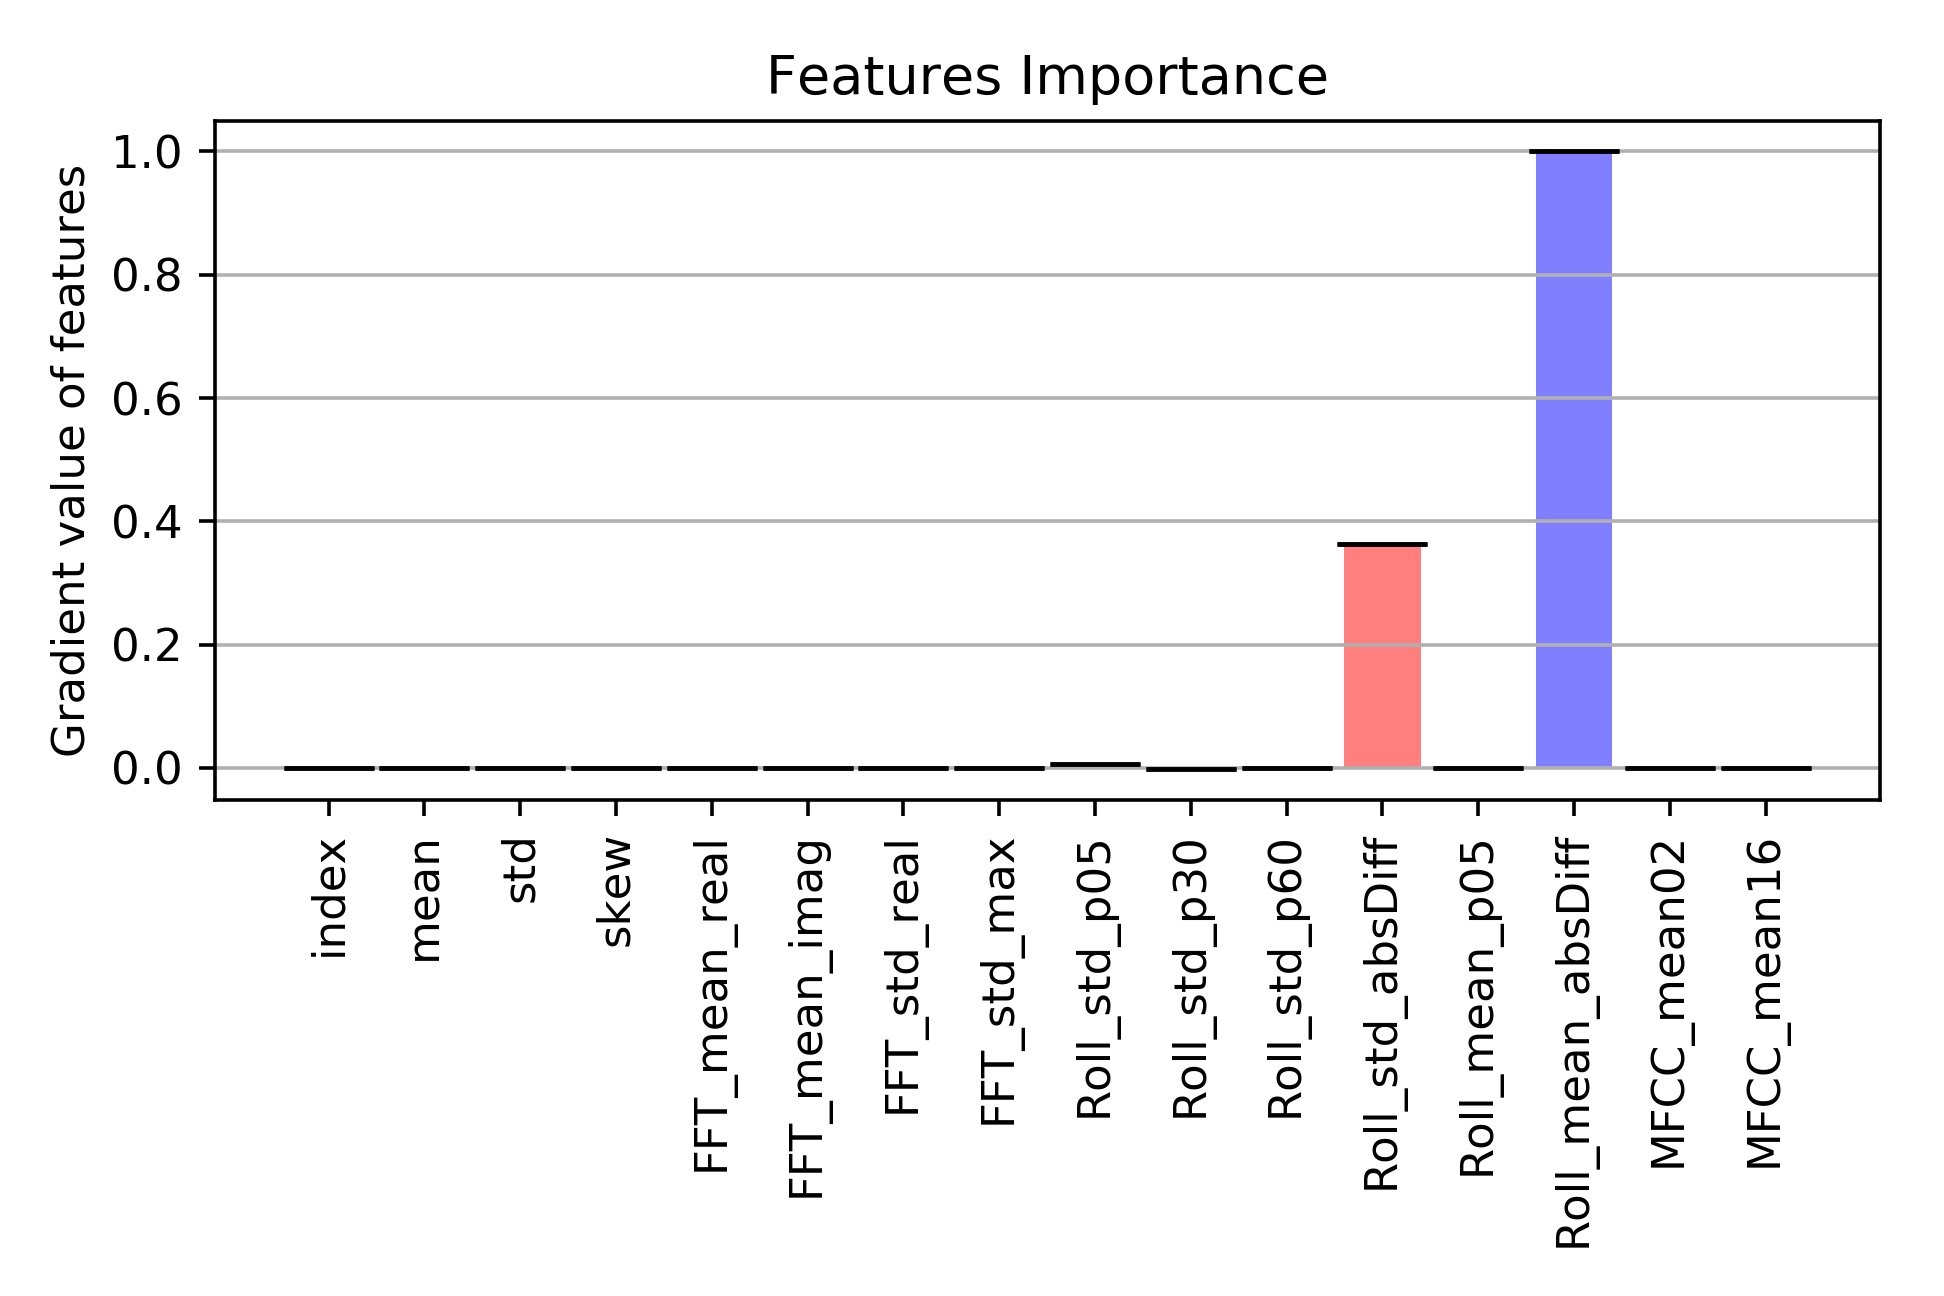 Features Importance
Gradient value of features
1.0
0.8
0.6
0.4
0.2
0.0
index
mean
std
skew
FFT_mean_real
FFT_mean_imag
FFT_std_real
FFT_std_max
Roll_std_p05
Roll_std_p30
Roll_std_p60
Roll_std_absDiff
Roll_mean_p05
Roll_mean_absDiff
MFCC_mean02
MFCC_mean16